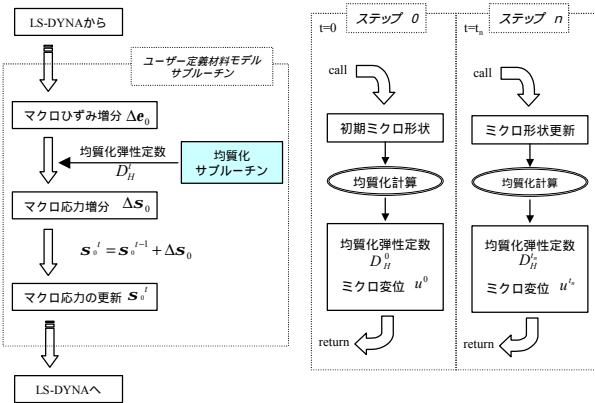 LS-DYNAから
ユーザー定義材料モデル
サブルーチン
マクロひずみ増分 Δe₀
均質化弾性定数
D_H^t
均質化
サブルーチン
マクロ応力増分 Δs₀
s₀^t = s₀^{t-1} + Δs₀
マクロ応力の更新 s₀^t
LS-DYNAへ
t=0
ステップ 0
call
初期ミクロ形状
均質化計算
均質化弾性定数
D_H^0
ミクロ変位 u^0
return
t=t_n
ステップ n
call
ミクロ形状更新
均質化計算
均質化弾性定数
D_H^{t_n}
ミクロ変位 u^{t_n}
return